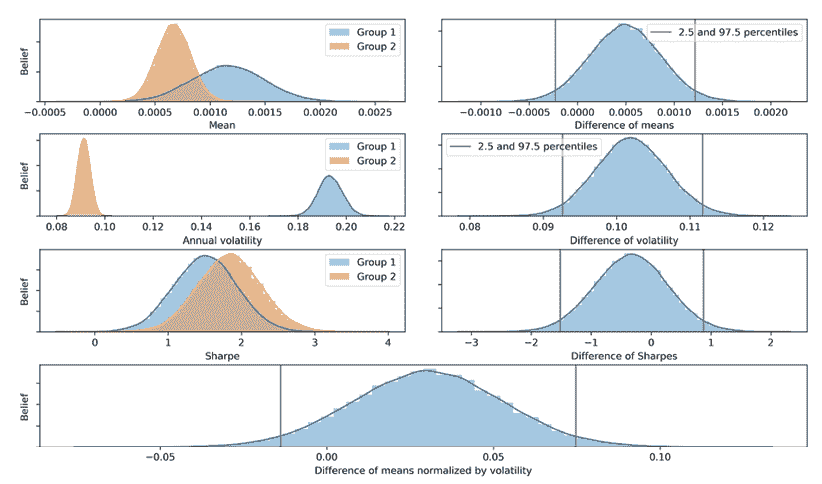 Belief
Group 1
Group 2
−0.0005 0.0000 0.0005 0.0010 0.0015 0.0020 0.0025
Mean
2.5 and 97.5 percentiles
−0.0010 −0.0005 0.0000 0.0005 0.0010 0.0015 0.0020
Difference of means
Belief
Group 1
Group 2
0.08 0.10 0.12 0.14 0.16 0.18 0.20 0.22
Annual volatility
2.5 and 97.5 percentiles
0.08 0.09 0.10 0.11 0.12
Difference of volatility
Belief
Group 1
Group 2
0 1 2 3 4
Sharpe
−3 −2 −1 0 1 2
Difference of Sharpes
Belief
−0.05 0.00 0.05 0.10
Difference of means normalized by volatility